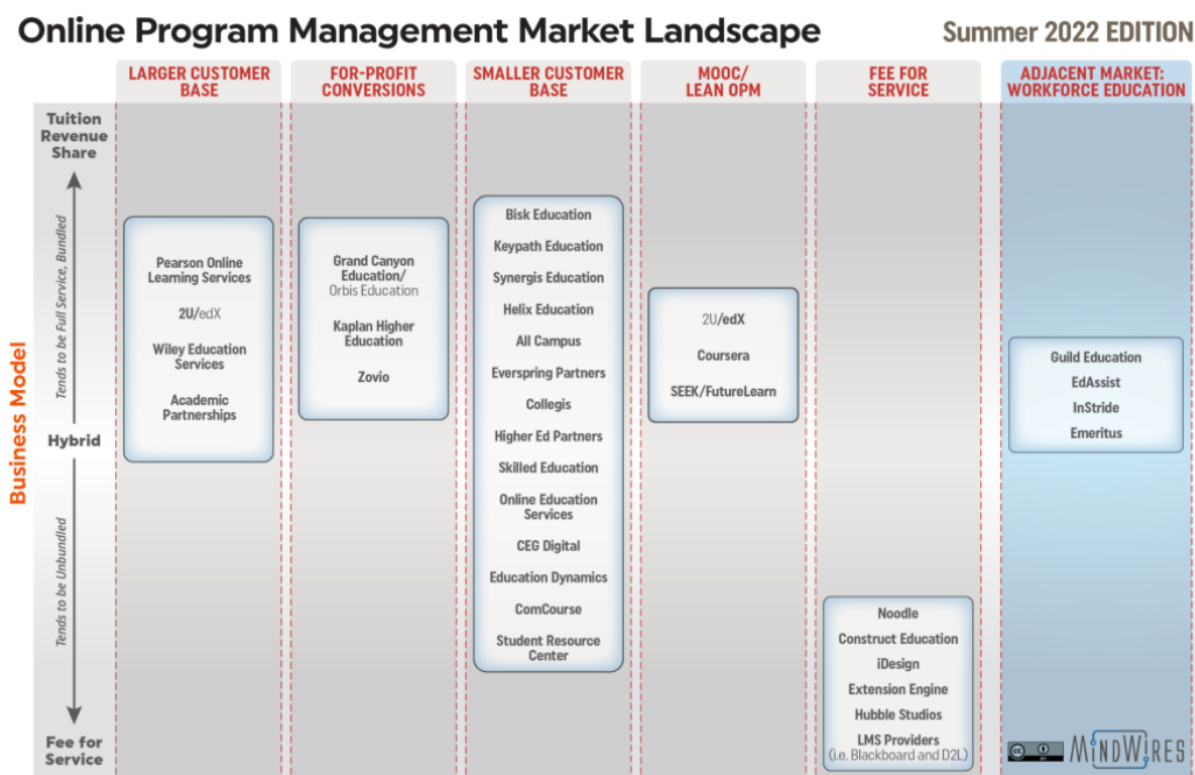 Online Program Management Market Landscape
Summer 2022 EDITION
LARGER CUSTOMER
BASE
FOR-PROFIT
CONVERSIONS
SMALLER CUSTOMER
BASE
MOOC/
LEAN OPM
FEE FOR
SERVICE
ADJACENT MARKET:
WORKFORCE EDUCATION
Business Model
Tuition
Revenue
Share
Tends to be Full Service, Bundled
Hybrid
Tends to be Unbundled
Fee for
Service
Pearson Online
Learning Services
2U/edX
Wiley Education
Services
Academic
Partnerships
Grand Canyon
Education/
Orbis Education
Kaplan Higher
Education
Zovio
Bisk Education
Keypath Education
Synergis Education
Helix Education
All Campus
Everspring Partners
Collegis
Higher Ed Partners
Skilled Education
Online Education
Services
CEG Digital
Education Dynamics
ComCourse
Student Resource
Center
2U/edX
Coursera
SEEK/FutureLearn
Noodle
Construct Education
iDesign
Extension Engine
Hubble Studios
LMS Providers
(i.e. Blackboard and D2L)
Guild Education
EdAssist
InStride
Emeritus
MINDWIRES